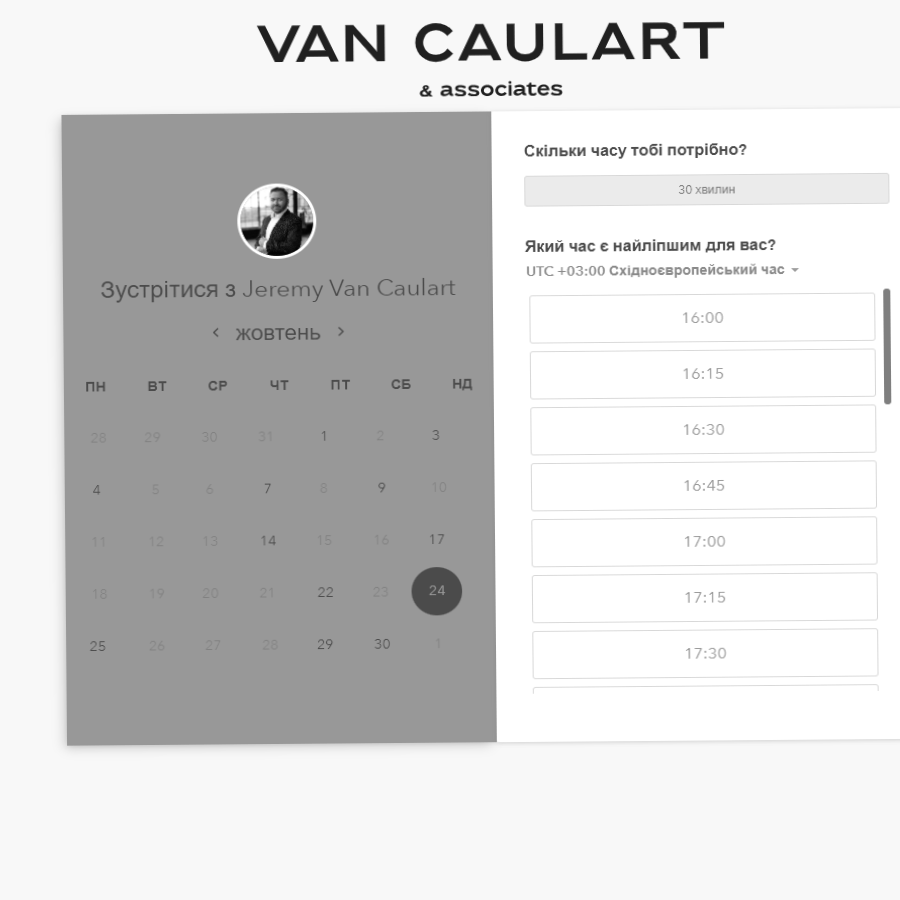 VAN CAULART
& associates
Зустрітися з Jeremy Van Caulart
жовтень
ПН ВТ СР ЧТ ПТ СБ НД
28 29 30 31 1 2 3
4 5 6 7 8 9 10
11 12 13 14 15 16 17
18 19 20 21 22 23 24
25 26 27 28 29 30 1
Скільки часу тобі потрібно?
30 хвилин
Який час є найліпшим для вас?
UTC +03:00 Східноєвропейський час
16:00
16:15
16:30
16:45
17:00
17:15
17:30